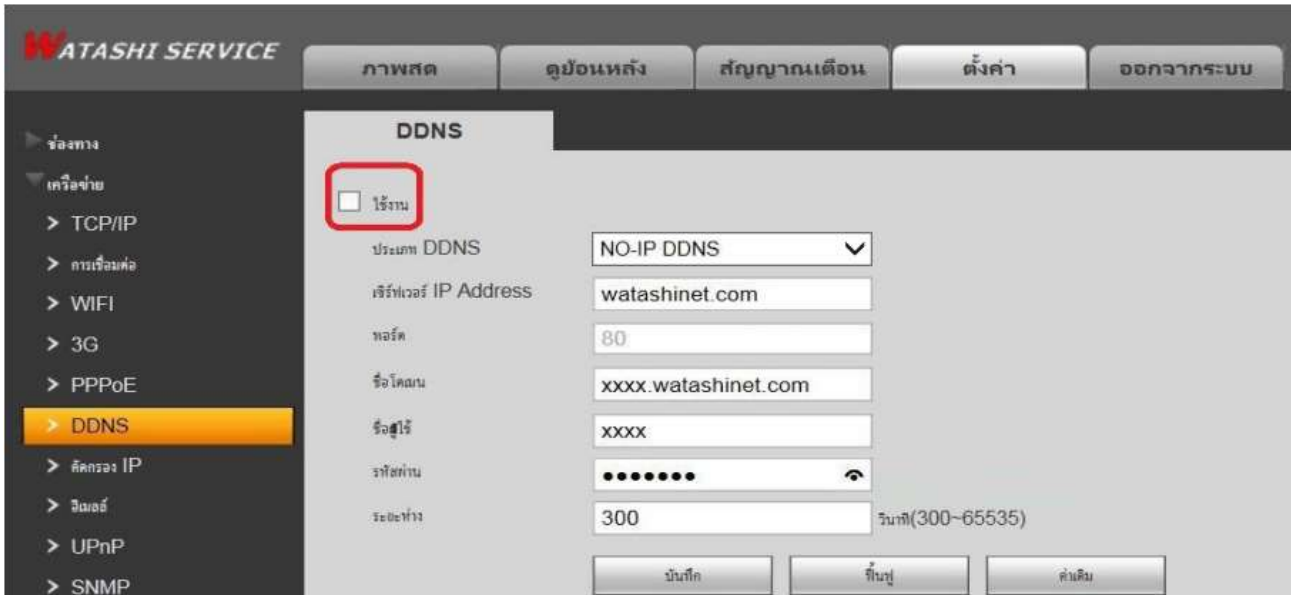 WATASHI SERVICE
ภาพสด ดูย้อนหลัง สัญญาณเตือน ตั้งค่า ออกจากระบบ
DDNS
ช่องทาง
เครือข่าย
> TCP/IP
> การเชื่อมต่อ
> WIFI
> 3G
> PPPoE
> DDNS
> คัดกรอง IP
> อีเมลล์
> UPnP
> SNMP
ใช้งาน
ประเภท DDNS NO-IP DDNS
เซิร์ฟเวอร์ IP Address watashinet.com
พอร์ต 80
ชื่อโดเมน xxxx.watashinet.com
ชื่อผู้ใช้ xxxx
รหัสผ่าน •••••••
ระยะห่าง 300 วินาที(300~65535)
บันทึก ฟื้นฟู ค่าเดิม